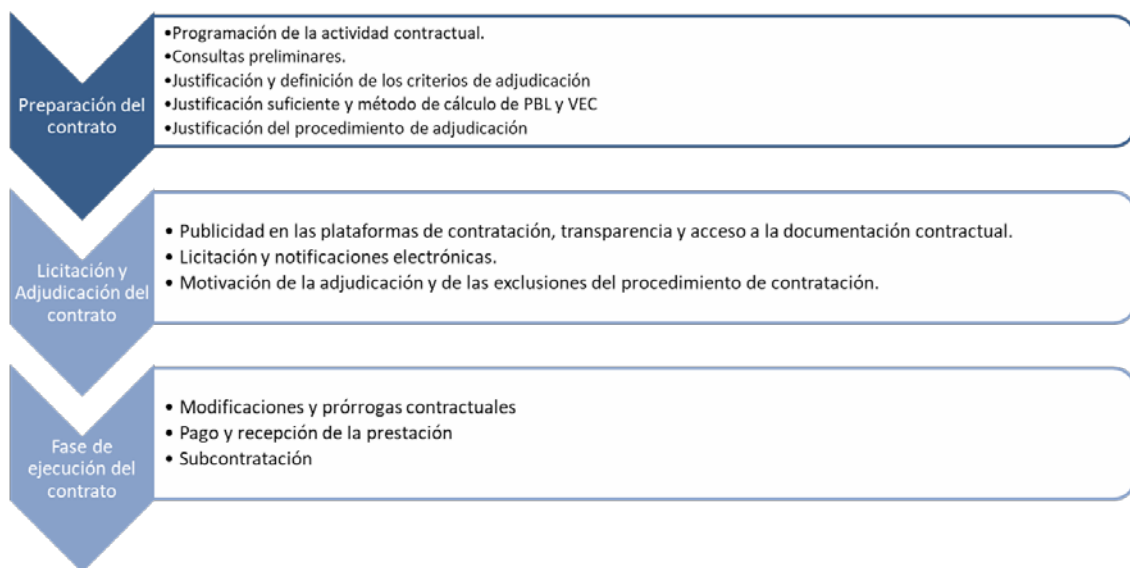 Preparación del
contrato
•Programación de la actividad contractual.
•Consultas preliminares.
•Justificación y definición de los criterios de adjudicación
•Justificación suficiente y método de cálculo de PBL y VEC
•Justificación del procedimiento de adjudicación
Licitación y
Adjudicación del
contrato
• Publicidad en las plataformas de contratación, transparencia y acceso a la documentación contractual.
• Licitación y notificaciones electrónicas.
• Motivación de la adjudicación y de las exclusiones del procedimiento de contratación.
Fase de
ejecución del
contrato
• Modificaciones y prórrogas contractuales
• Pago y recepción de la prestación
• Subcontratación